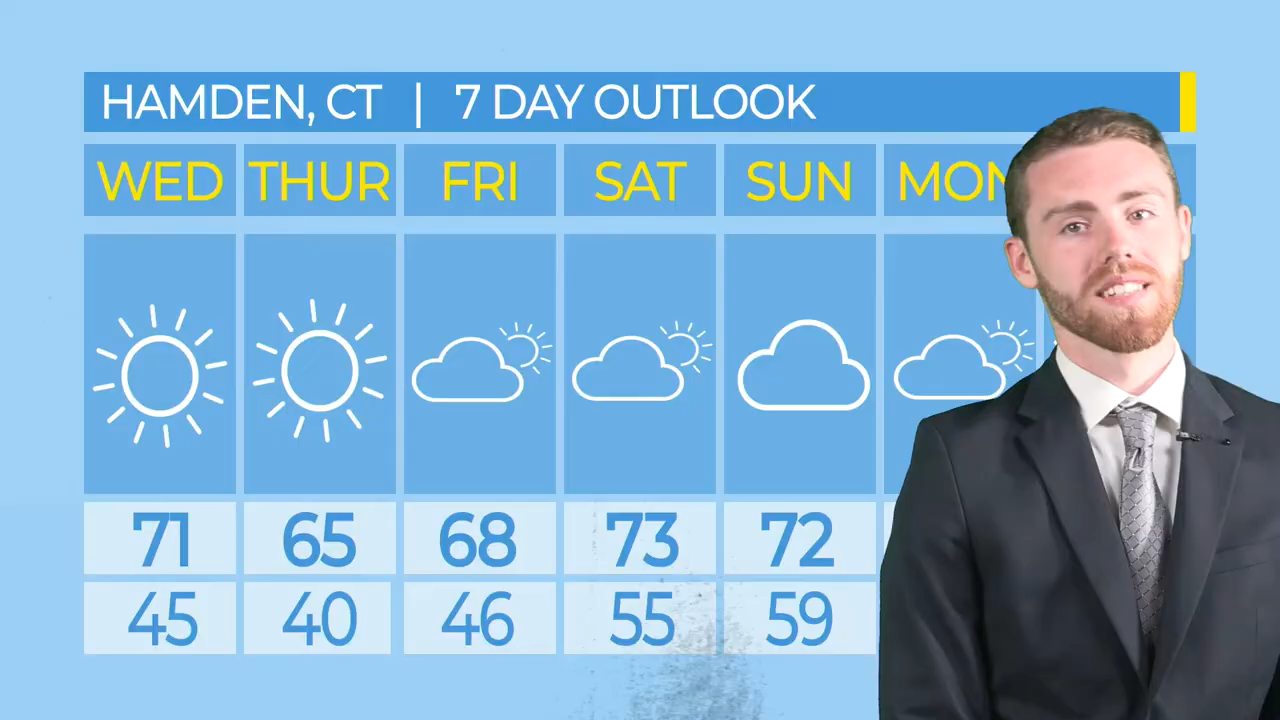 HAMDEN, CT | 7 DAY OUTLOOK
WED THUR FRI SAT SUN MON
71 65 68 73 72
45 40 46 55 59